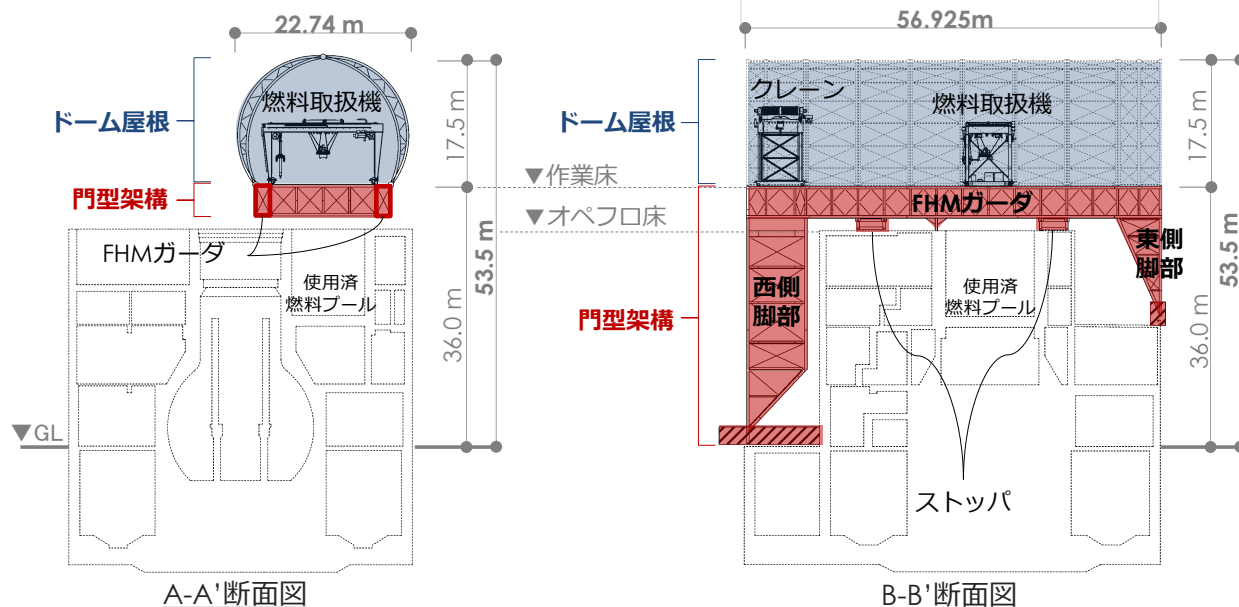 22.74 m
燃料取扱機
ドーム屋根
門型架構
FHMガーダ
使用済
燃料プール
17.5 m
36.0 m
53.5 m
▼GL
A-A'断面図
56.925m
クレーン
燃料取扱機
ドーム屋根
▼作業床
▼オペフロ床
FHMガーダ
東側
脚部
西側
脚部
使用済
燃料プール
門型架構
ストッパ
17.5 m
36.0 m
53.5 m
B-B'断面図